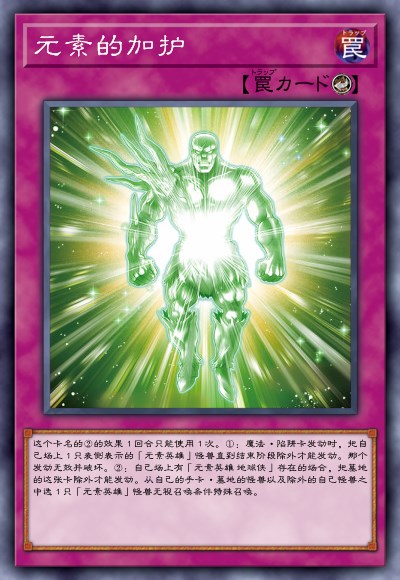 元素的加护
トラップ
罠
トラップ
【罠カード】
这个卡名的②的效果1回合只能使用1次。①：魔法·陷阱卡发动时，把自
己场上1只表侧表示的「元素英雄」怪兽直到结束阶段除外才能发动。那个
发动无效并破坏。②：自己场上有「元素英雄 地球侠」存在的场合，把墓地
的这张卡除外才能发动。从自己的手卡·墓地的怪兽以及除外的自己怪兽之
中选1只「元素英雄」怪兽无视召唤条件特殊召唤。